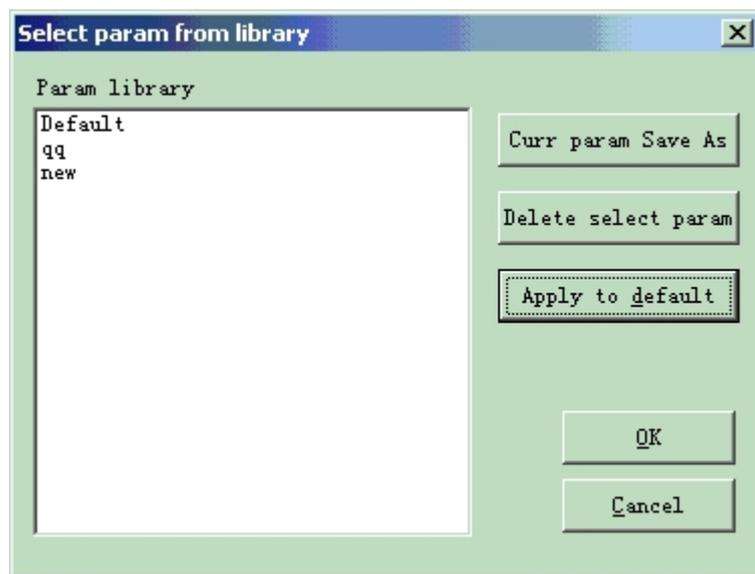 Select param from library
Param library
Default
qq
new
Curr param Save As
Delete select param
Apply to default
OK
Cancel